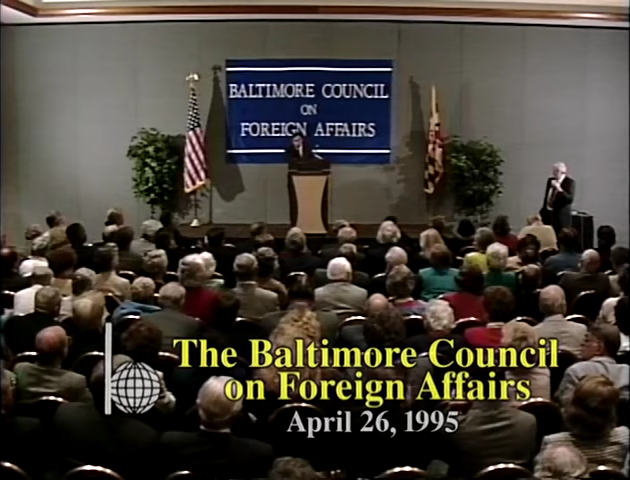 BALTIMORE COUNCIL
ON
FOREIGN AFFAIRS
The Baltimore Council
on Foreign Affairs
April 26, 1995